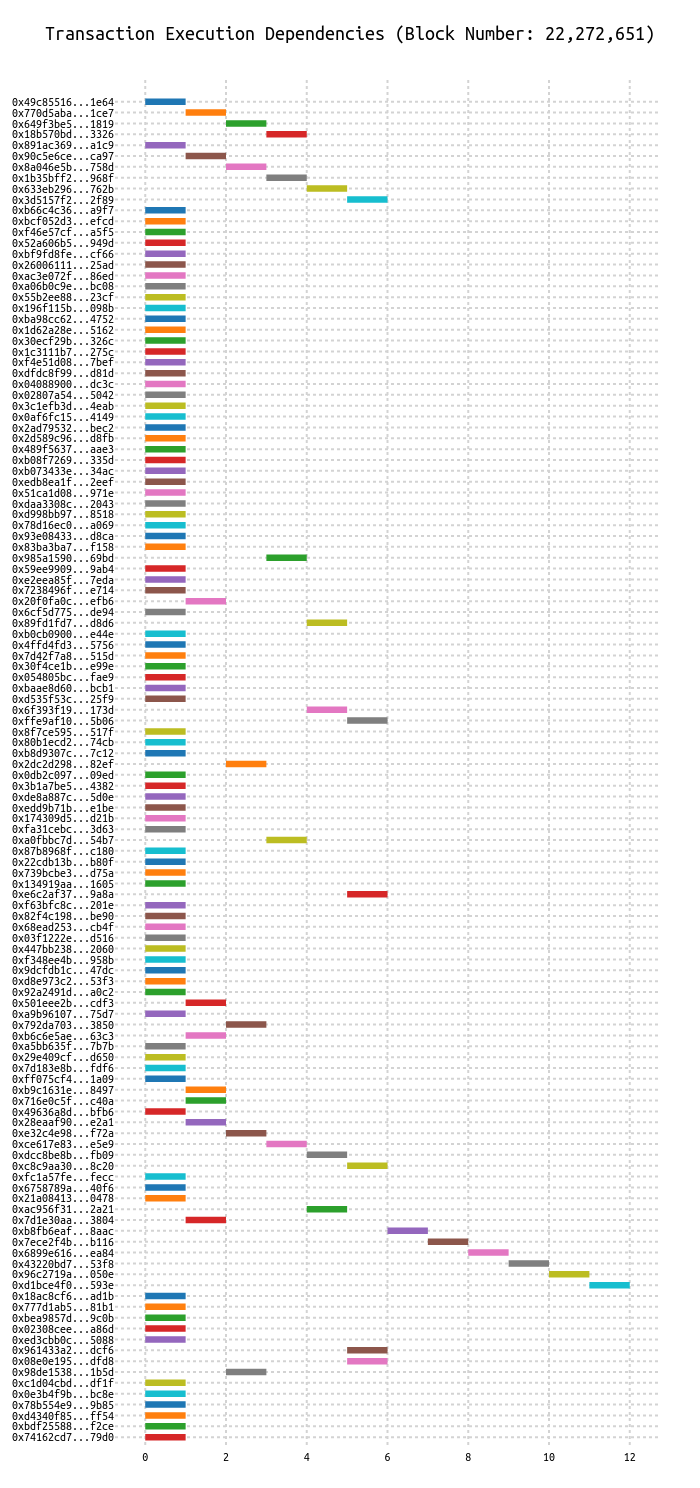 Transaction Execution Dependencies (Block Number: 22,272,651)
0x49c85516...1e64
0x770d5aba...1ce7
0x649f3be5...1819
0x18b570bd...3326
0x891ac369...a1c9
0x90c5e6ce...ca97
0x8a046e5b...758d
0x1b35bff2...968f
0x633eb296...762b
0x3d5157f2...2f89
0xb66c4c36...a9f7
0xbcf052d3...efcd
0xf46e57cf...a5f5
0x52a606b5...949d
0xbf9fd8fe...cf66
0x26006111...25ad
0xac3e072f...86ed
0xa06b0c9e...bc08
0x55b2ee88...23cf
0x196f115b...098b
0xba98cc62...4752
0x1d62a28e...5162
0x30ecf29b...326c
0x1c3111b7...275c
0xf4e51d08...7bef
0xdfdc8f99...d81d
0x04088900...dc3c
0x02807a54...5042
0x3c1efb3d...4eab
0x0af6fc15...4149
0x2ad79532...bec2
0x2d589c96...d8fb
0x489f5637...aae3
0xb08f7269...335d
0xb073433e...34ac
0xedb8ea1f...2eef
0x51ca1d08...971e
0xdaa3308c...2043
0xd998bb97...8518
0x78d16ec0...a069
0x93e08433...d8ca
0x83ba3ba7...f158
0x985a1590...69bd
0x59ee9909...9ab4
0xe2eea85f...7eda
0x7238496f...e714
0x20f0fa0c...efb6
0x6cf5d775...de94
0x89fd1fd7...d8d6
0xb0cb0900...e44e
0x4ffd4fd3...5756
0x7d42f7a8...515d
0x30f4ce1b...e99e
0x054805bc...fae9
0xbaae8d60...bcb1
0xd535f53c...25f9
0x6f393f19...173d
0xffe9af10...5b06
0x8f7ce595...517f
0x80b1ecd2...74cb
0xb8d9307c...7c12
0x2dc2d298...82ef
0x0db2c097...09ed
0x3b1a7be5...4382
0xde8a887c...5d0e
0xedd9b71b...e1be
0x174309d5...d21b
0xfa31cebc...3d63
0xa0fbbc7d...54b7
0x87b8968f...c180
0x22cdb13b...b80f
0x739bcbe3...d75a
0x134919aa...1605
0xe6c2af37...9a8a
0xf63bfc8c...201e
0x82f4c198...be90
0x68ead253...cb4f
0x03f1222e...d516
0x447bb238...2060
0xf348ee4b...958b
0x9dcfdb1c...47dc
0xd8e973c2...53f3
0x92a2491d...a0c2
0x501eee2b...cdf3
0xa9b96107...75d7
0x792da703...3850
0xb6c6e5ae...63c3
0xa5bb635f...7b7b
0x29e409cf...d650
0x7d183e8b...fdf6
0xff075cf4...1a09
0xb9c1631e...8497
0x716e0c5f...c40a
0x49636a8d...bfb6
0x28eaaf90...e2a1
0xe32c4e98...f72a
0xce617e83...e5e9
0xdcc8be8b...fb09
0xc8c9aa30...8c20
0xfc1a57fe...fecc
0x6758789a...40f6
0x21a08413...0478
0xac956f31...2a21
0x7d1e30aa...3804
0xb8fb6eaf...8aac
0x7ece2f4b...b116
0x6899e616...ea84
0x43220bd7...53f8
0x96c2719a...050e
0xd1bce4f0...593e
0x18ac8cf6...ad1b
0x777d1ab5...81b1
0xbea9857d...9c0b
0x02308cee...a86d
0xed3cbb0c...5088
0x961433a2...dcf6
0x08e0e195...dfd8
0x98de1538...1b5d
0xc1d04cbd...df1f
0x0e3b4f9b...bc8e
0x78b554e9...9b85
0xd4340f85...ff54
0xbdf25588...f2ce
0x74162cd7...79d0
0 2 4 6 8 10 12